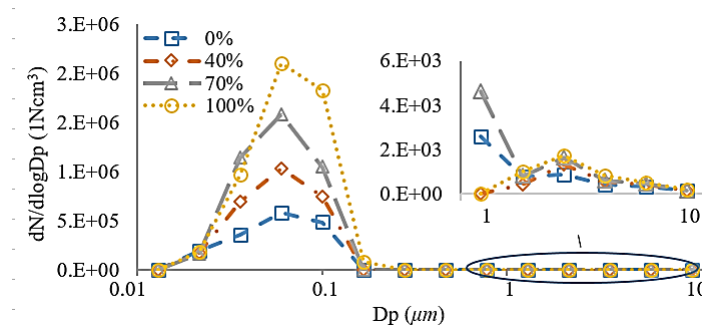 3.E+06
2.E+06
2.E+06
1.E+06
5.E+05
0.E+00
dN/dlogDp (1Ncm³)
0%
40%
70%
100%
6.E+03
4.E+03
2.E+03
0.E+00
1
10
0.01
0.1
1
10
Dp (μm)